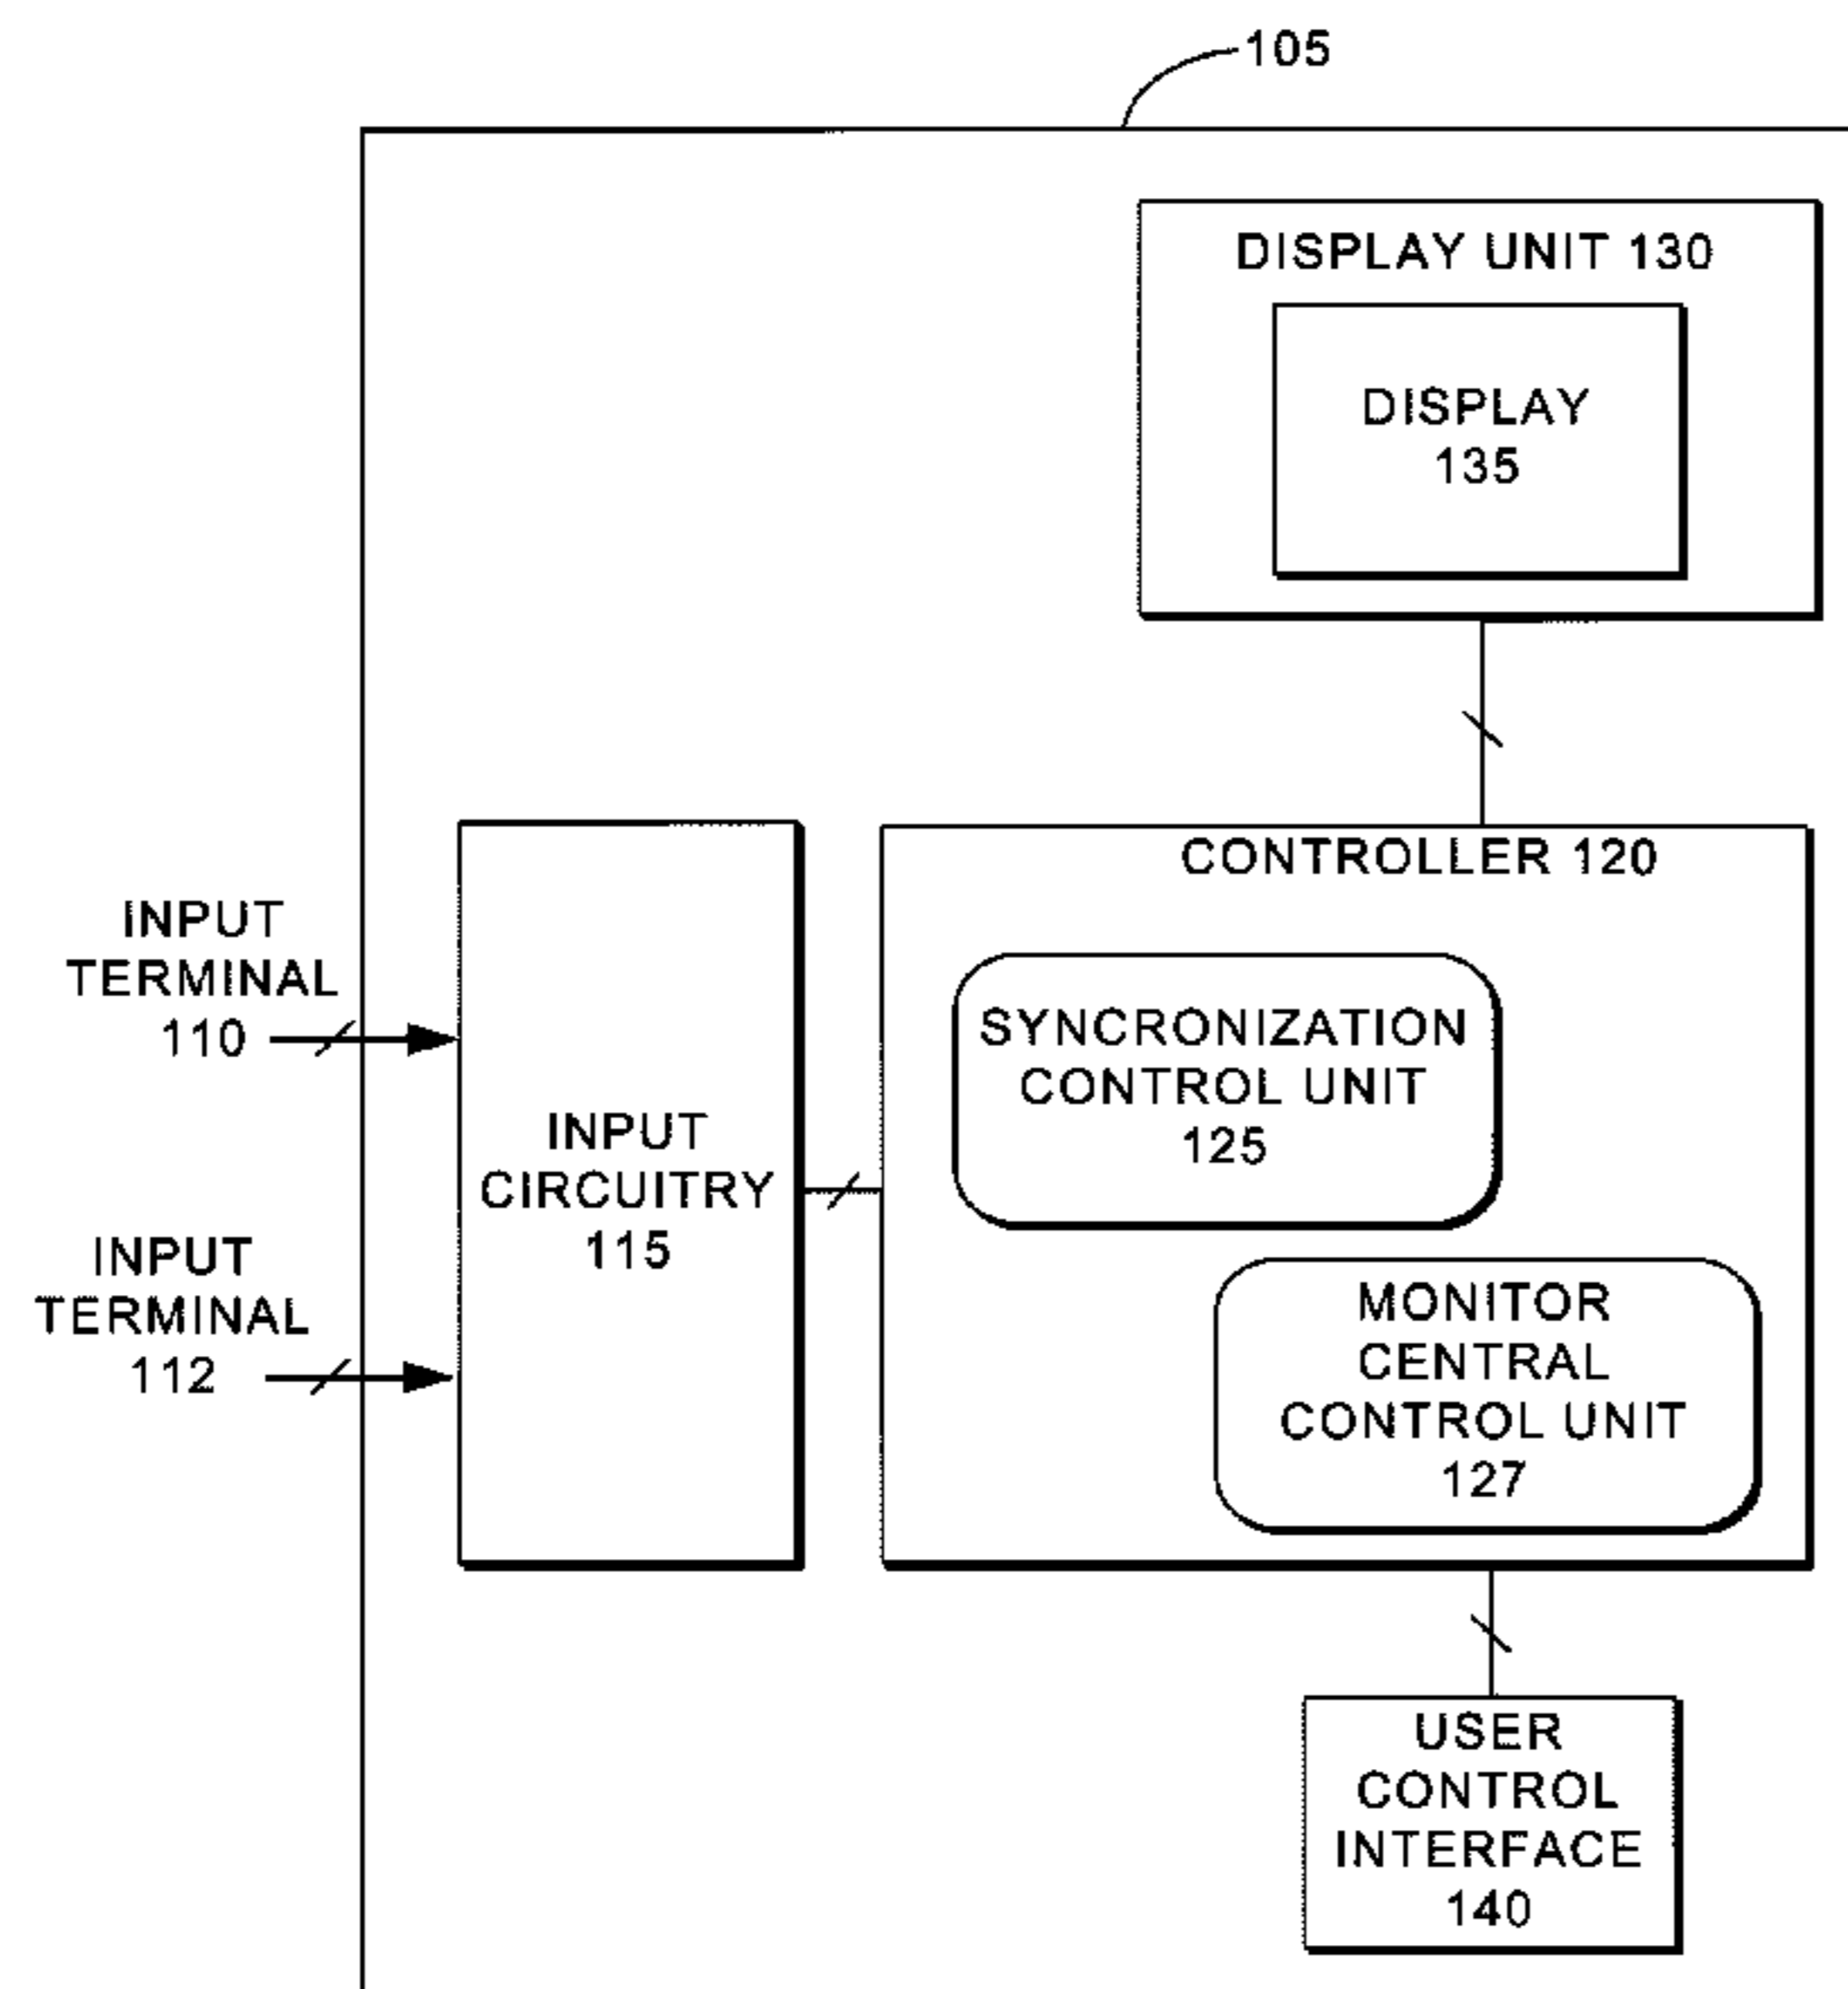 105
DISPLAY UNIT 130
DISPLAY
135
CONTROLLER 120
INPUT
TERMINAL
110
SYNCRONIZATION
CONTROL UNIT
125
INPUT
CIRCUITRY
115
INPUT
TERMINAL
112
MONITOR
CENTRAL
CONTROL UNIT
127
USER
CONTROL
INTERFACE
140